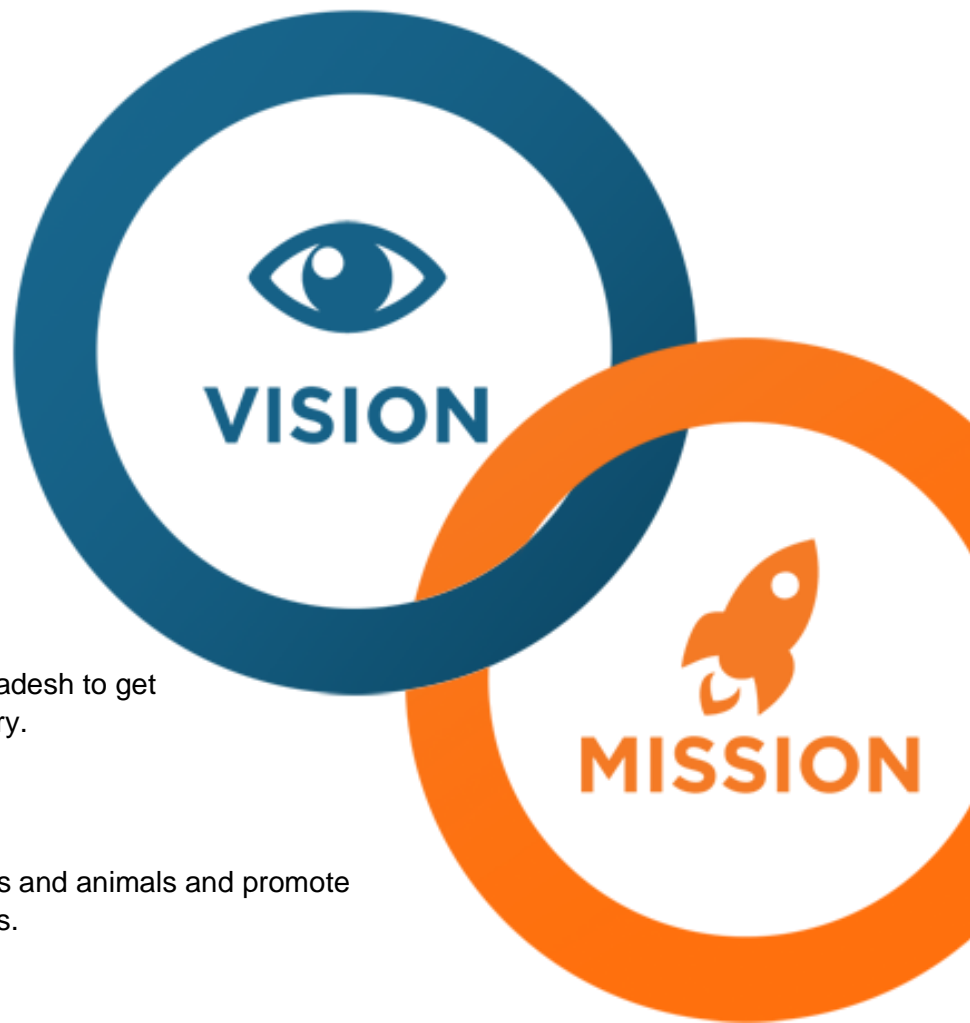 VISION
adesh to get
ry.
MISSION
s and animals and promote
s.